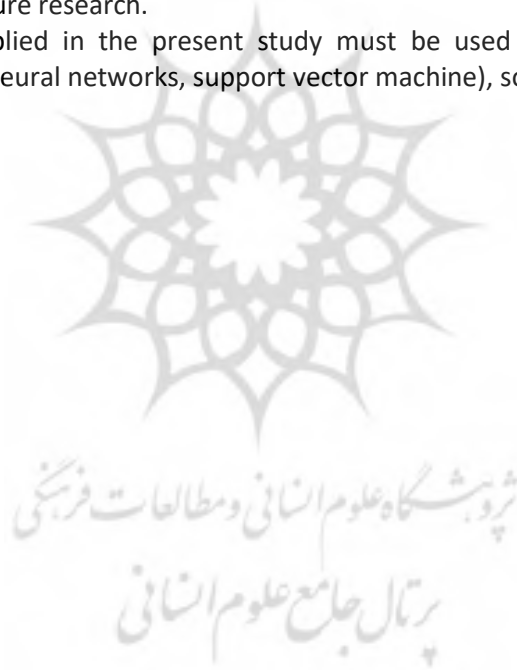 ure research.
plied in the present study must be used
eural networks, support vector machine), so
پژوهشگاه علوم انسانی و مطالعات فرهنگی
پرتال جامع علوم انسانی